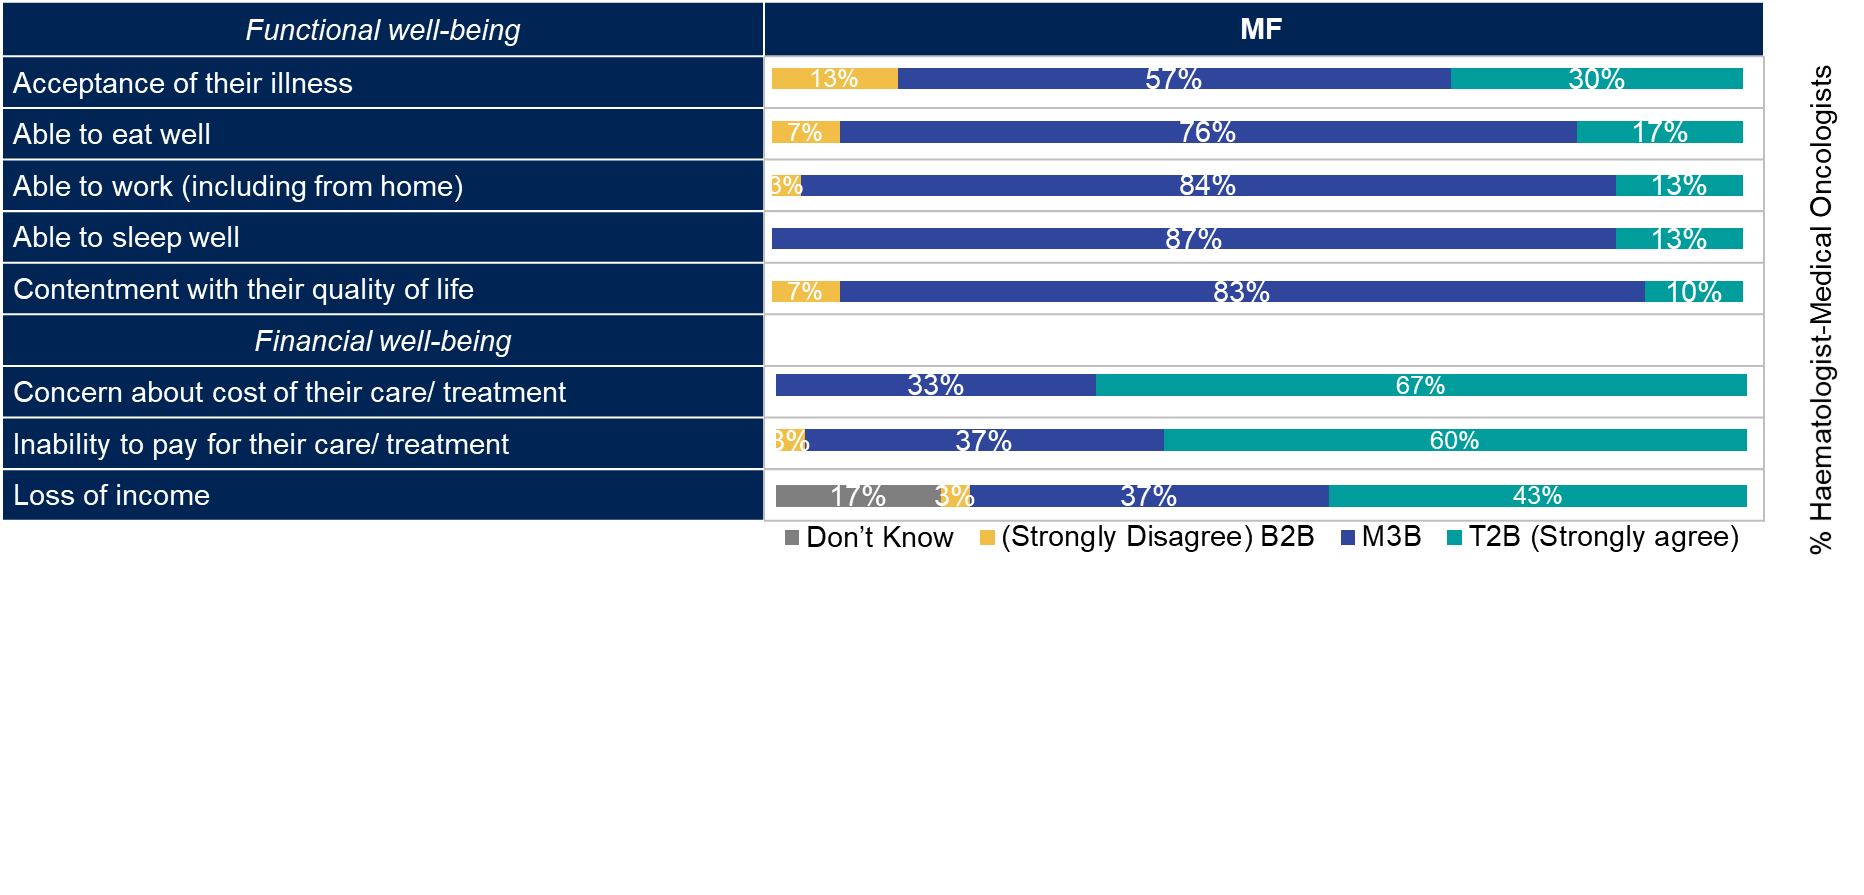 Functional well-being MF
Acceptance of their illness 13% 57% 30%
Able to eat well 7% 76% 17%
Able to work (including from home) 3% 84% 13%
Able to sleep well 87% 13%
Contentment with their quality of life 7% 83% 10%
Financial well-being
Concern about cost of their care/ treatment 33% 67%
Inability to pay for their care/ treatment 3% 37% 60%
Loss of income 17% 3% 37% 43%
Don’t Know (Strongly Disagree) B2B M3B T2B (Strongly agree)
% Haematologist-Medical Oncologists